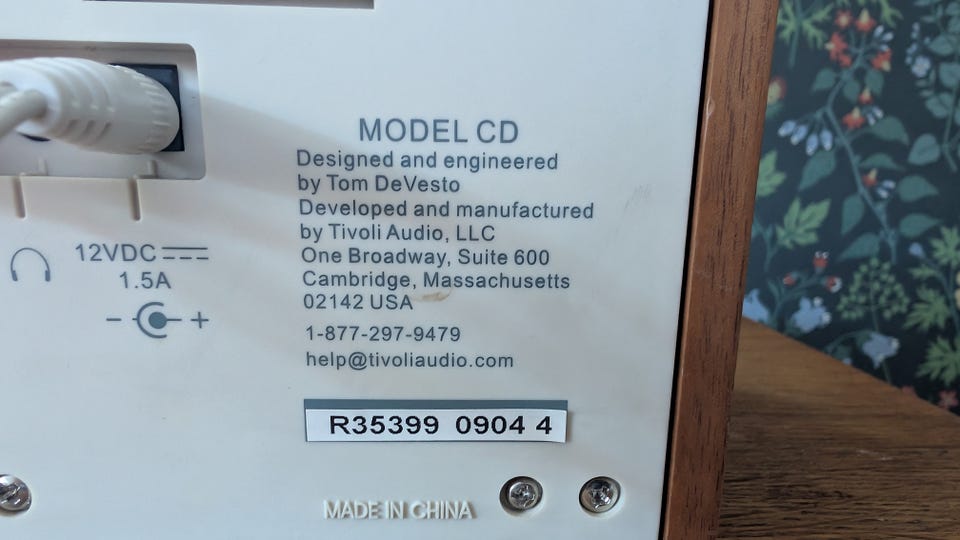 MODEL CD
Designed and engineered
by Tom DeVesto
Developed and manufactured
by Tivoli Audio, LLC
One Broadway, Suite 600
Cambridge, Massachusetts
02142 USA
1-877-297-9479
help@tivoliaudio.com
12VDC
1.5A
- +
R35399 0904 4
MADE IN CHINA